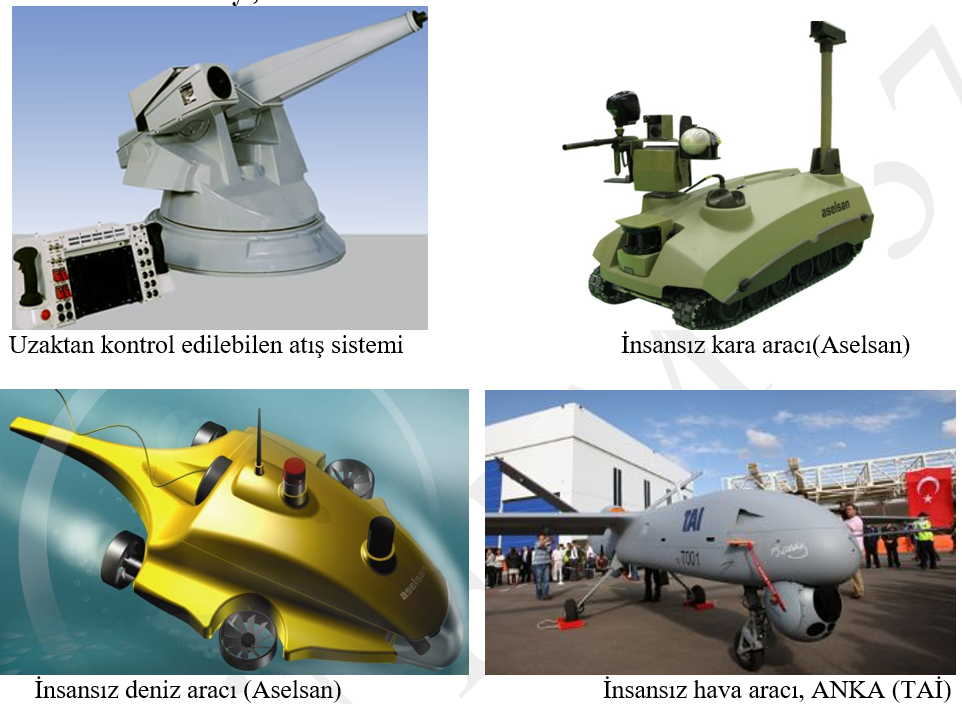 Uzaktan kontrol edilebilen atış sistemi
aselsan
İnsansız kara aracı(Aselsan)
aselsan
TAI
T001
İnsansız deniz aracı (Aselsan)
İnsansız hava aracı, ANKA (TAİ)